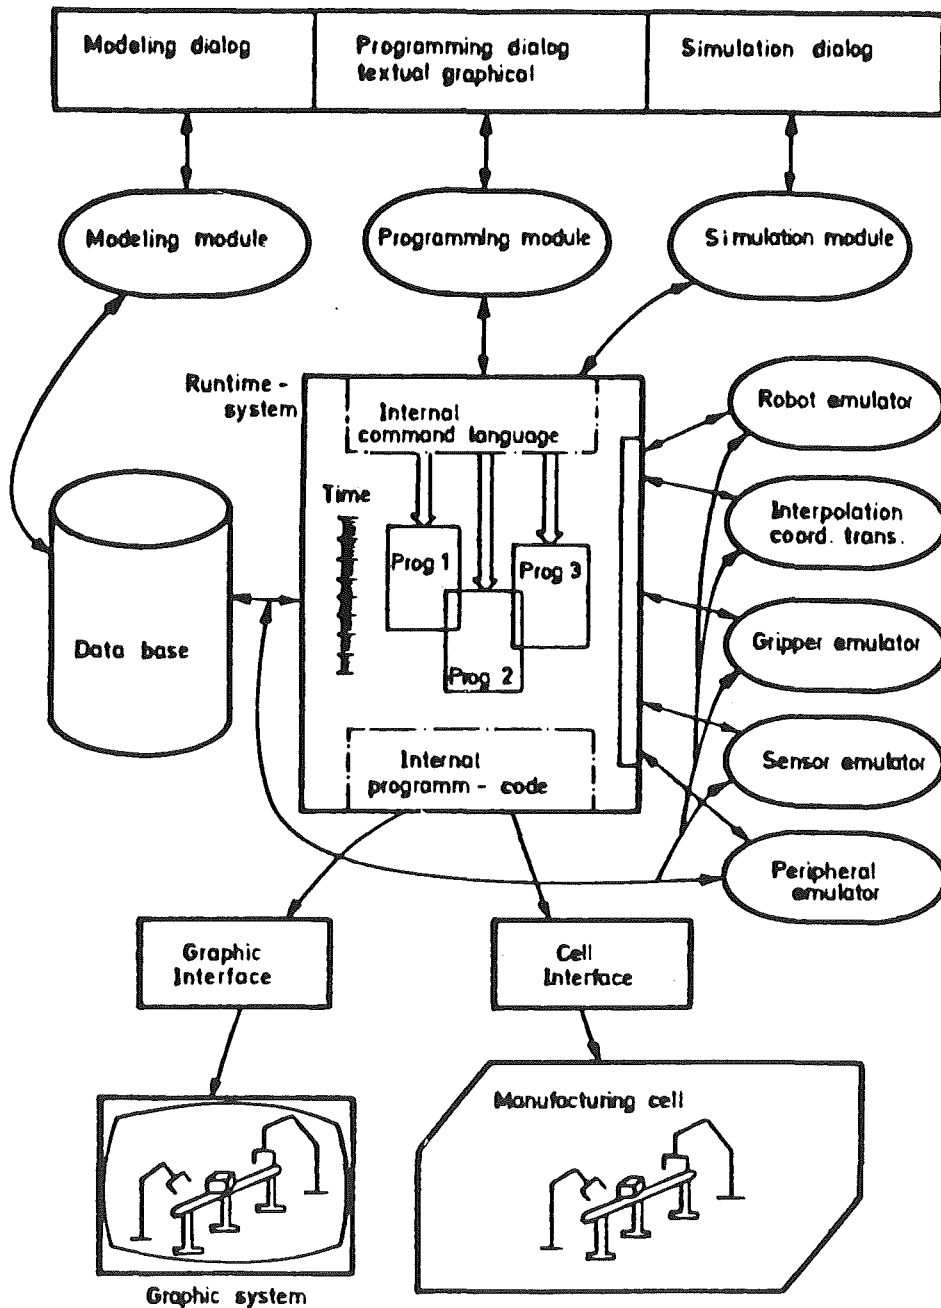 Modeling dialog
Programming dialog
textual graphical
Simulation dialog
Modeling module
Programming module
Simulation module
Runtime -
system
Internal
command language
Robot emulator
Time
Interpolation
coord. trans.
Prog 1
Prog 3
Data base
Prog 2
Gripper emulator
Internal
programm - code
Sensor emulator
Peripheral
emulator
Graphic
Interface
Cell
Interface
Manufacturing cell
Graphic system